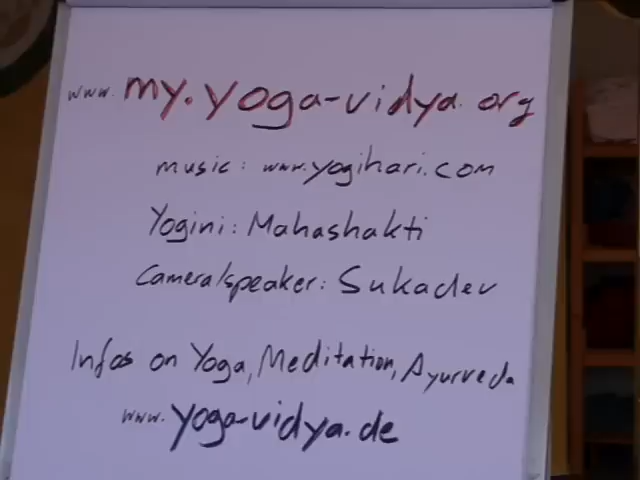 www.my.yoga-vidya.org
music: www.yogihari.com
Yogini: Mahashakti
Camera/speaker: Sukadev
Infos on Yoga, Meditation, Ayurveda
www.yoga-vidya.de